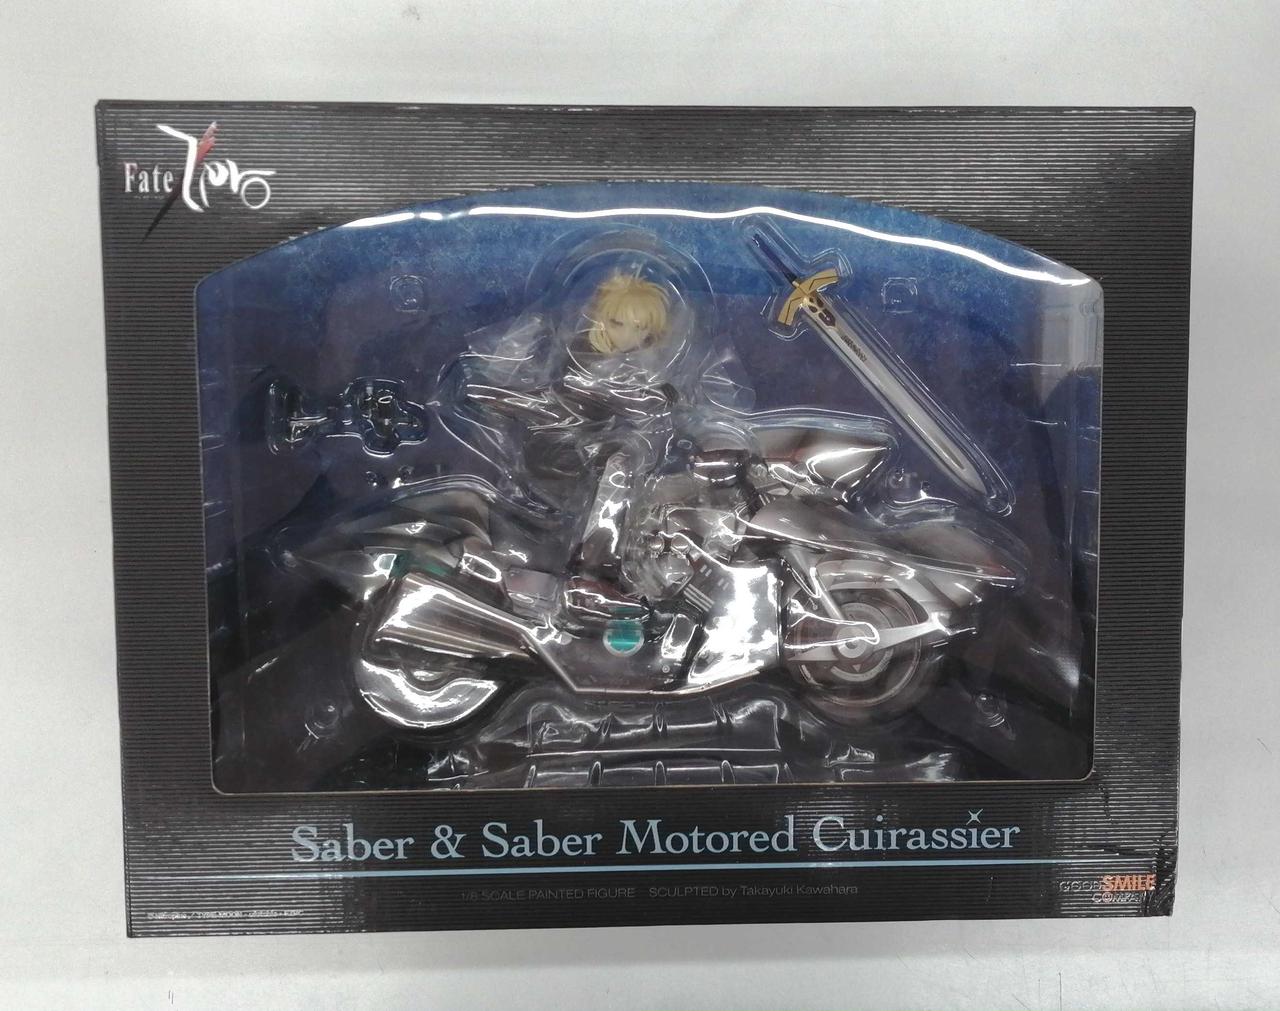 Fate Zero
Saber & Saber Motored Cuirassier
1/8 SCALE PAINTED FIGURE SCULPTED by Takayuki Kawahara
GOOD SMILE
COMPANY